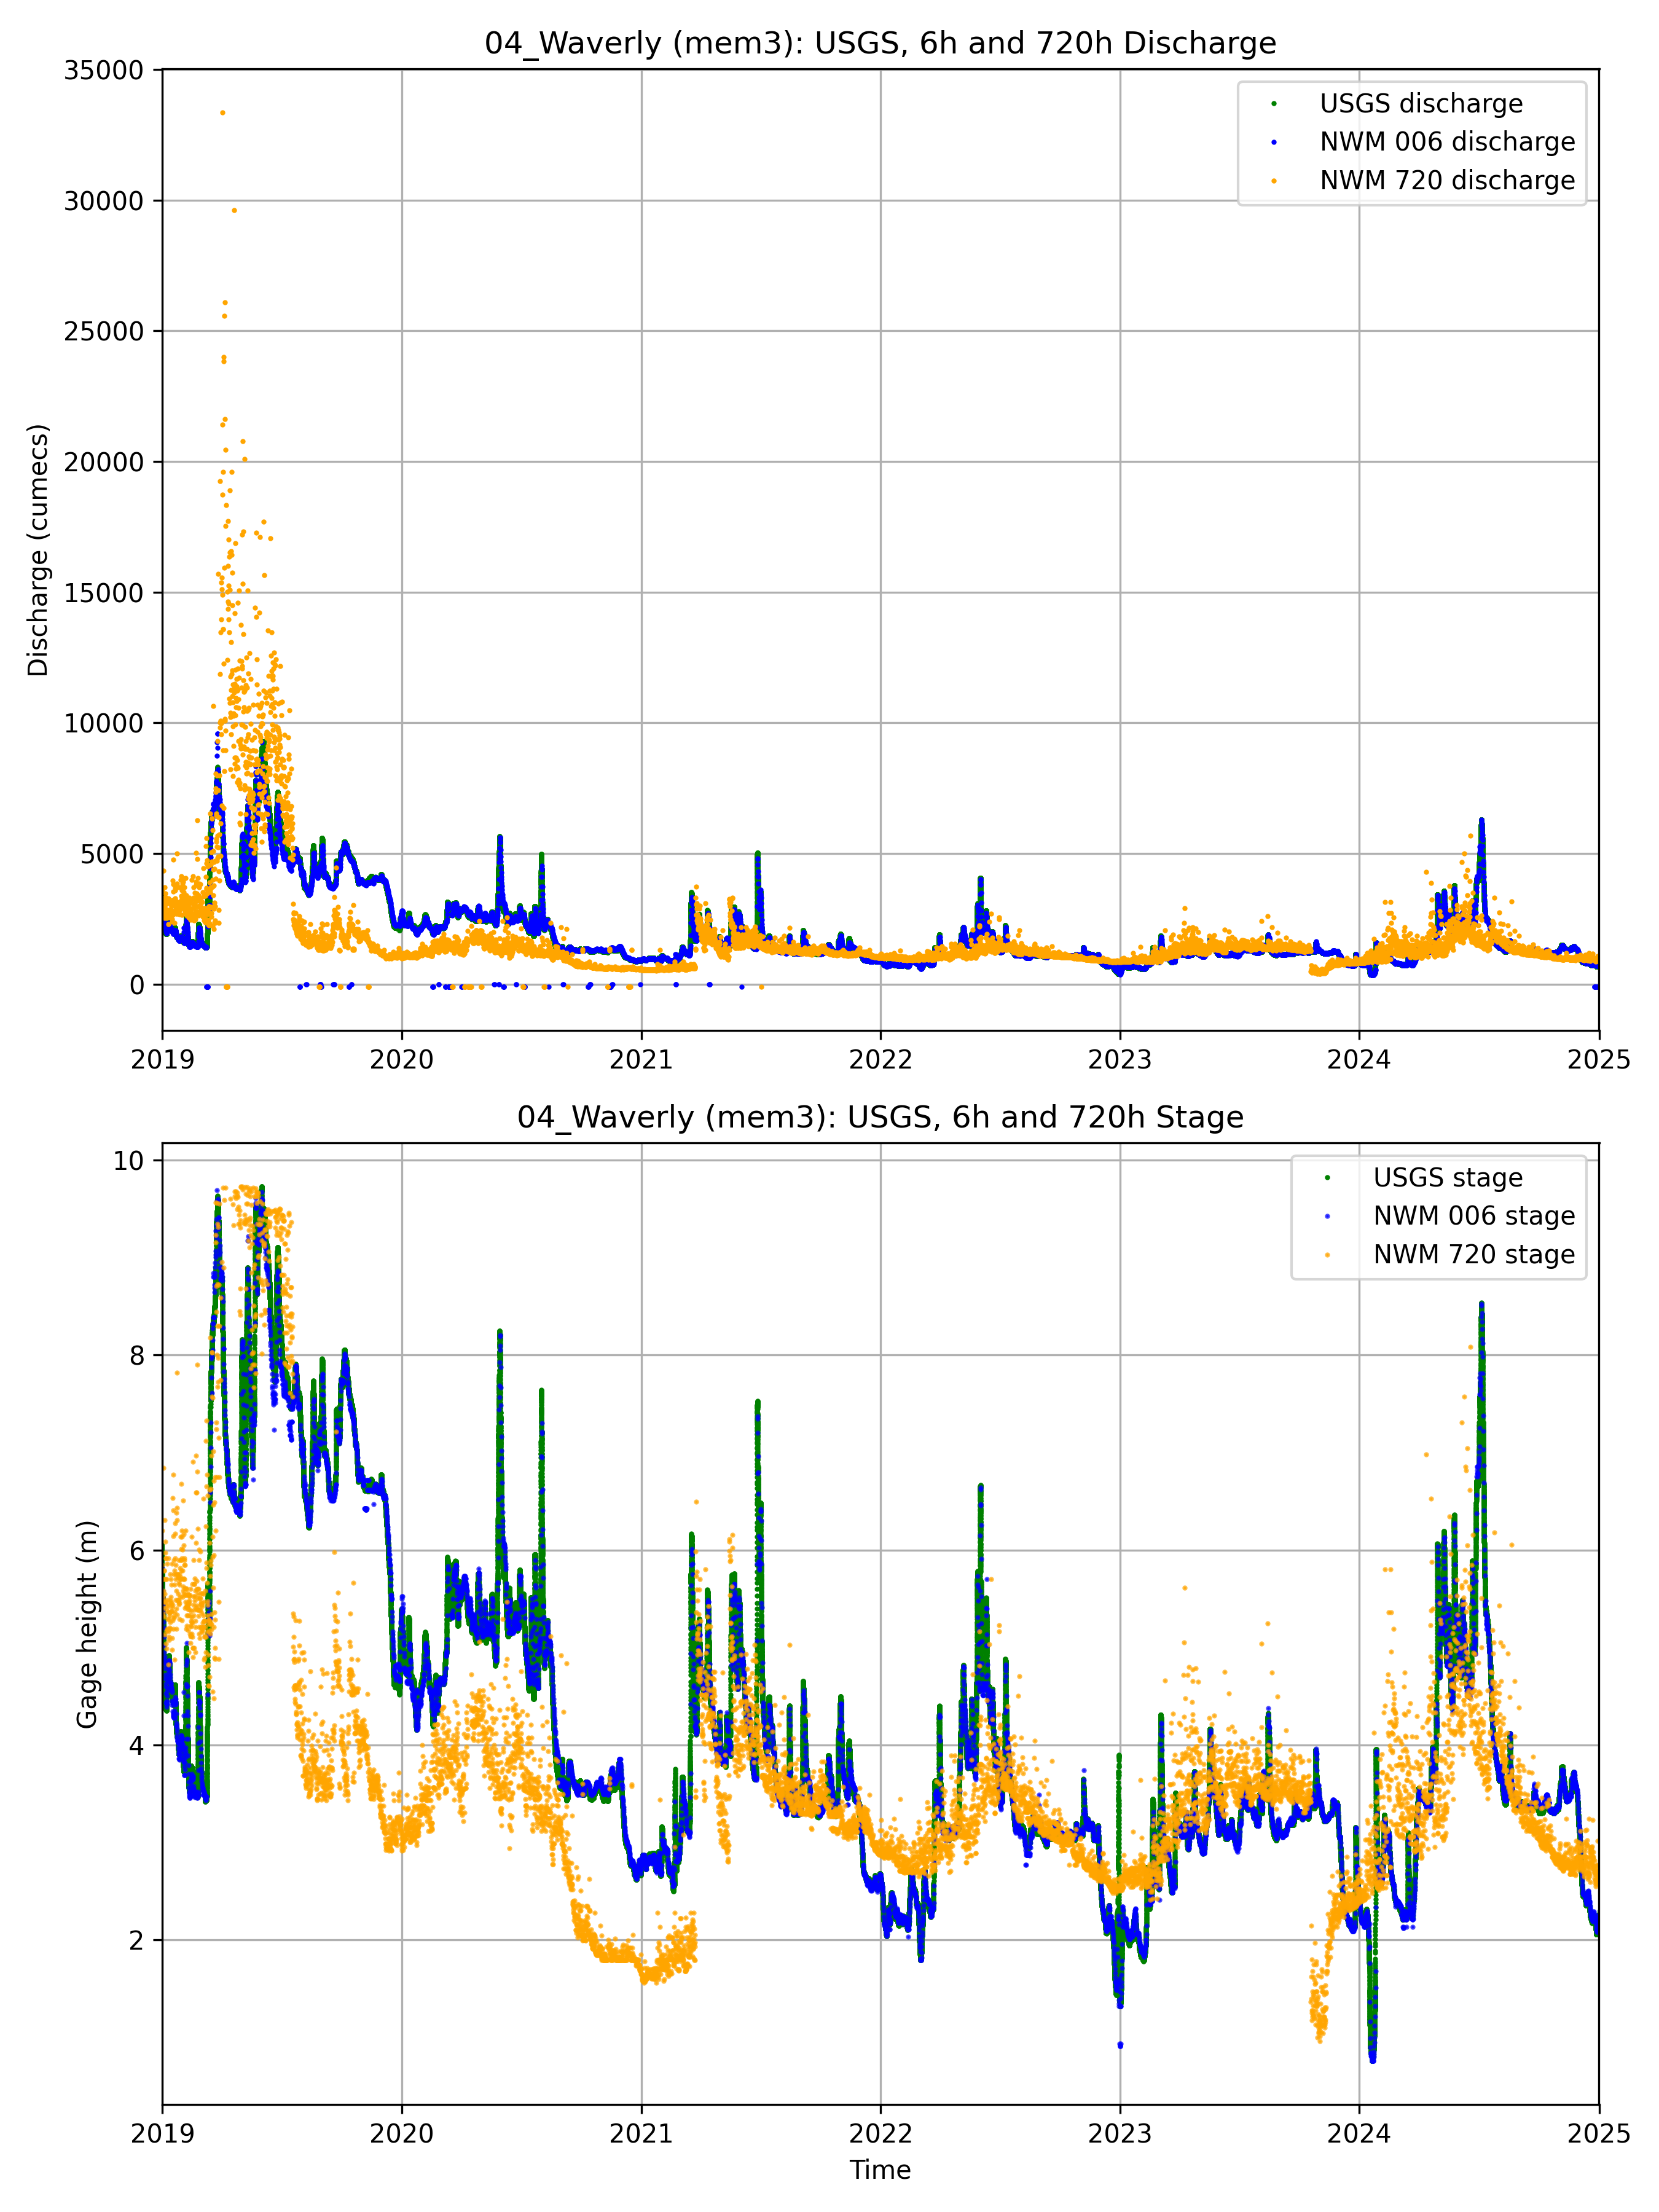 04_Waverly (mem3): USGS, 6h and 720h Discharge
35000
30000
25000
20000
15000
10000
5000
0
Discharge (cumecs)
USGS discharge
NWM 006 discharge
NWM 720 discharge
2019 2020 2021 2022 2023 2024 2025
04_Waverly (mem3): USGS, 6h and 720h Stage
10
8
6
4
2
Gage height (m)
USGS stage
NWM 006 stage
NWM 720 stage
2019 2020 2021 2022 2023 2024 2025
Time